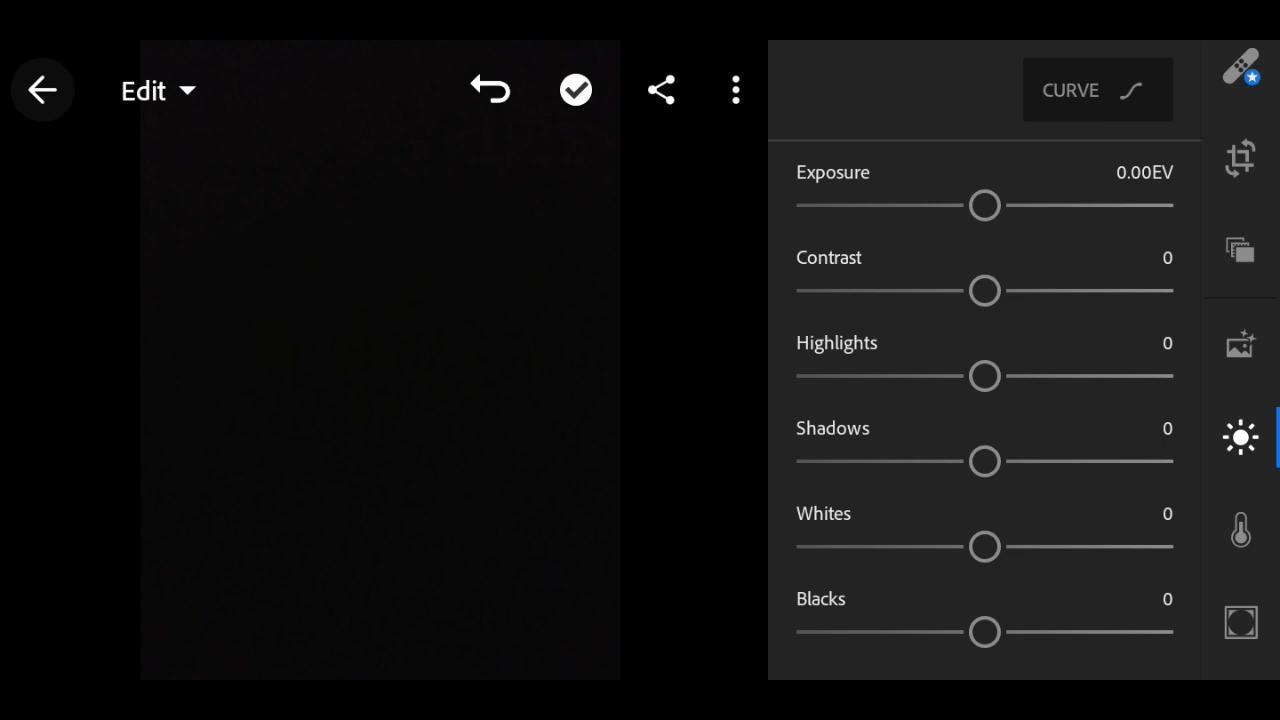 Edit
CURVE
Exposure 0.00EV
Contrast 0
Highlights 0
Shadows 0
Whites 0
Blacks 0